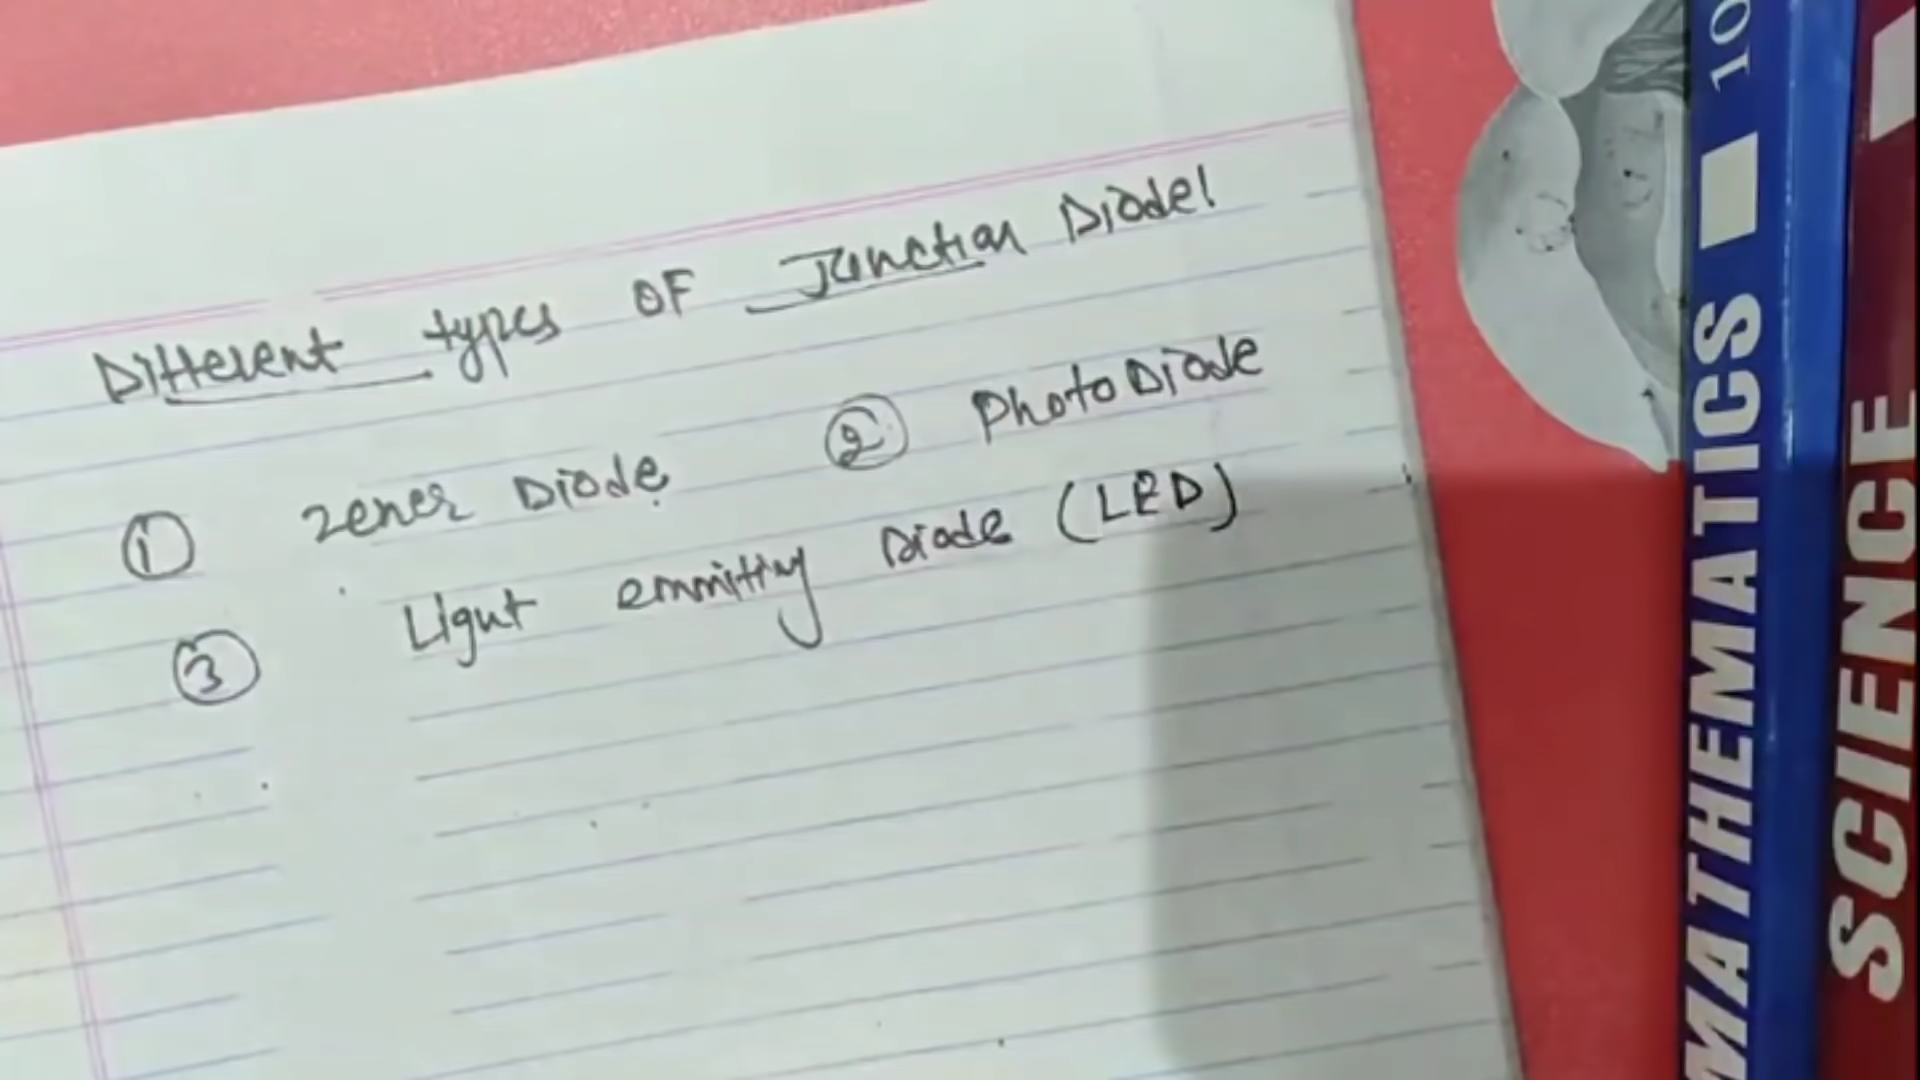 Different types of Junction Diode!
① Zener Diode ② Photo Diode
③ Light emmitting Diode (LED)
MATHEMATICS 10
SCIENCE